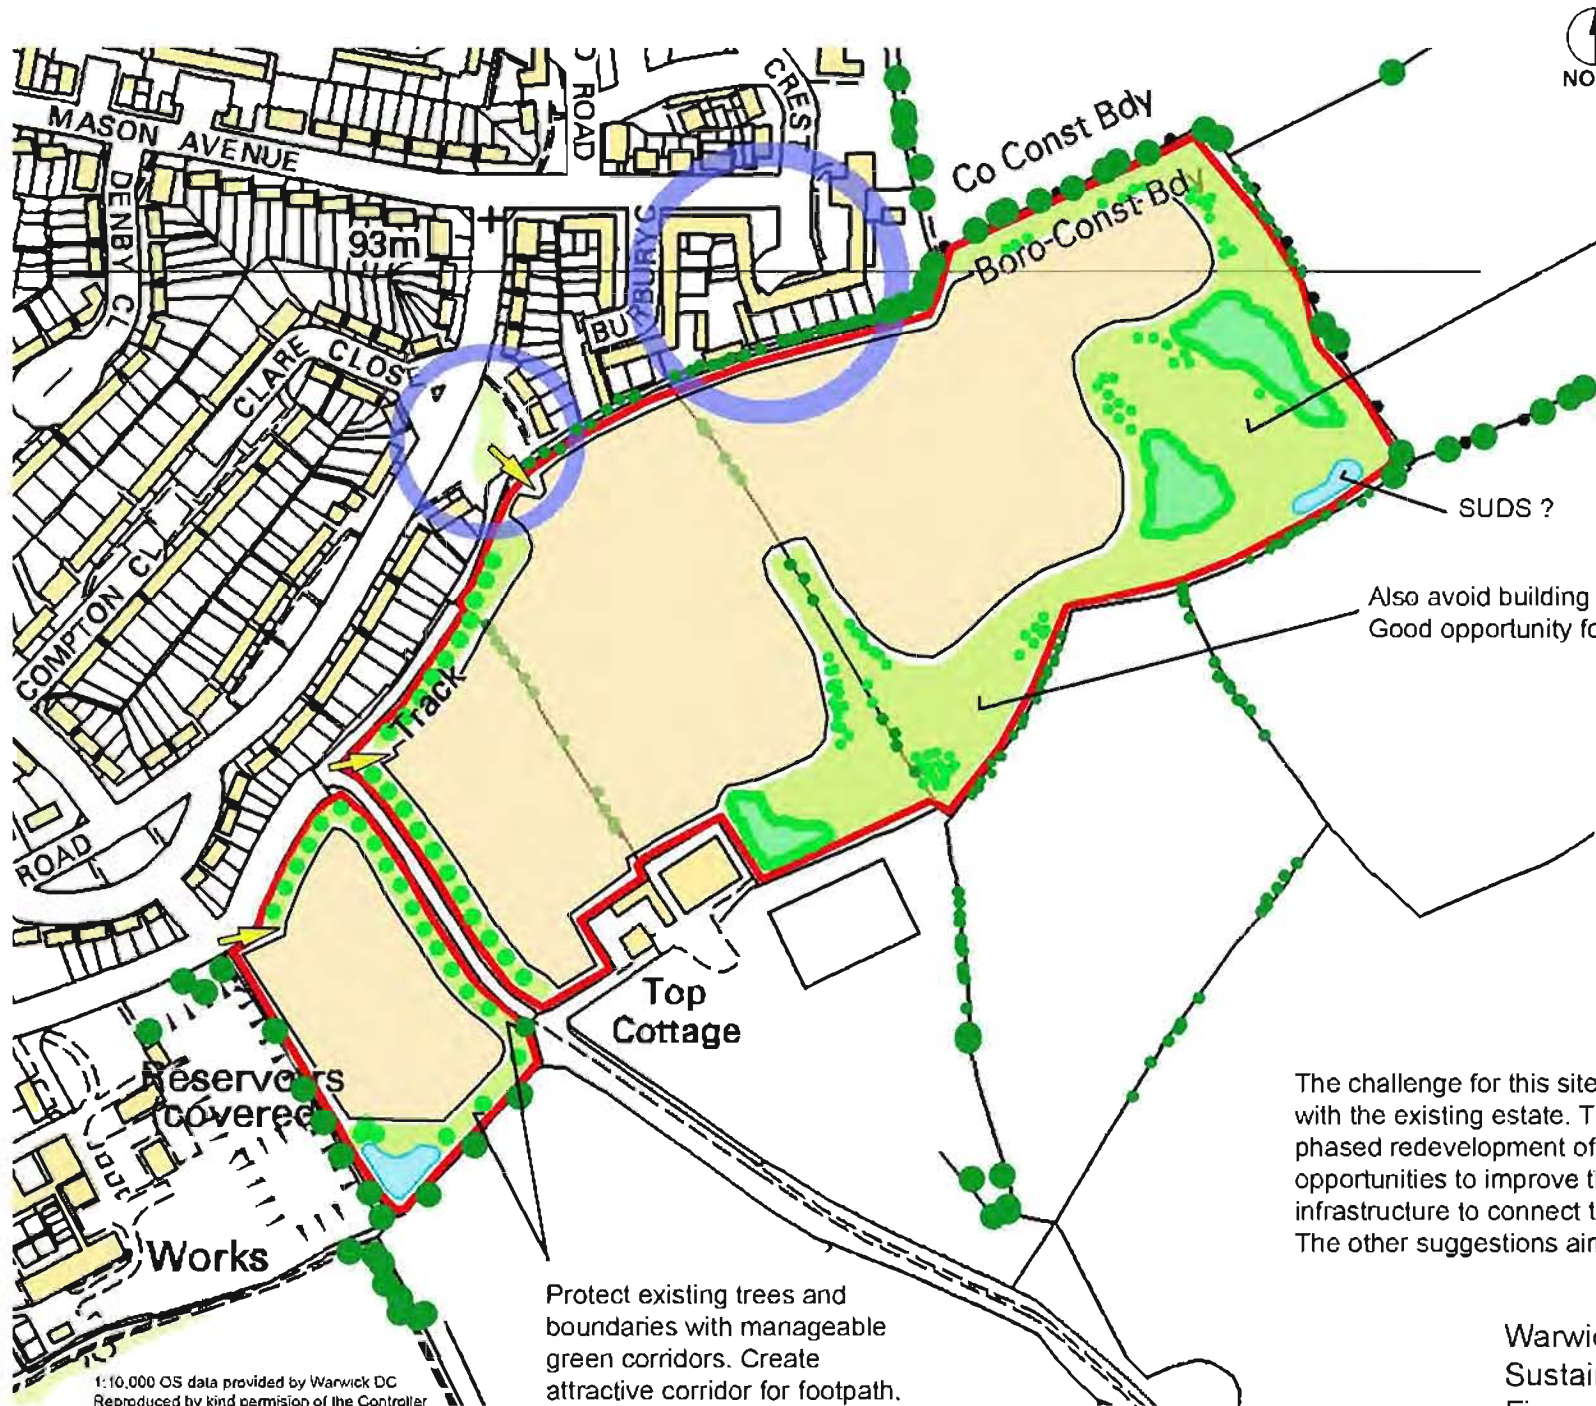 NO
MASON AVENUE
ROAD
CREST
Co Const Bdy
Boro-Const-Bdy
DENBY CL
93m
CLARE CLOSE
COMPTON CL
Track
ROAD
SUDS ?
Also avoid building
Good opportunity fo
Top
Cottage
Reservoirs
covered
Works
The challenge for this site
with the existing estate. T
phased redevelopment of
opportunities to improve t
infrastructure to connect t
The other suggestions air
Protect existing trees and
boundaries with manageable
green corridors. Create
attractive corridor for footpath.
Warwi
Sustai
1:10,000 OS data provided by Warwick DC
Reproduced by kind permision of the Controller